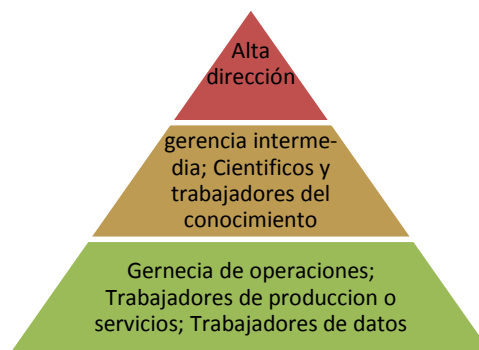 Alta
dirección
gerencia interme-
dia; Cientificos y
trabajadores del
conocimiento
Gernecia de operaciones;
Trabajadores de produccion o
servicios; Trabajadores de datos